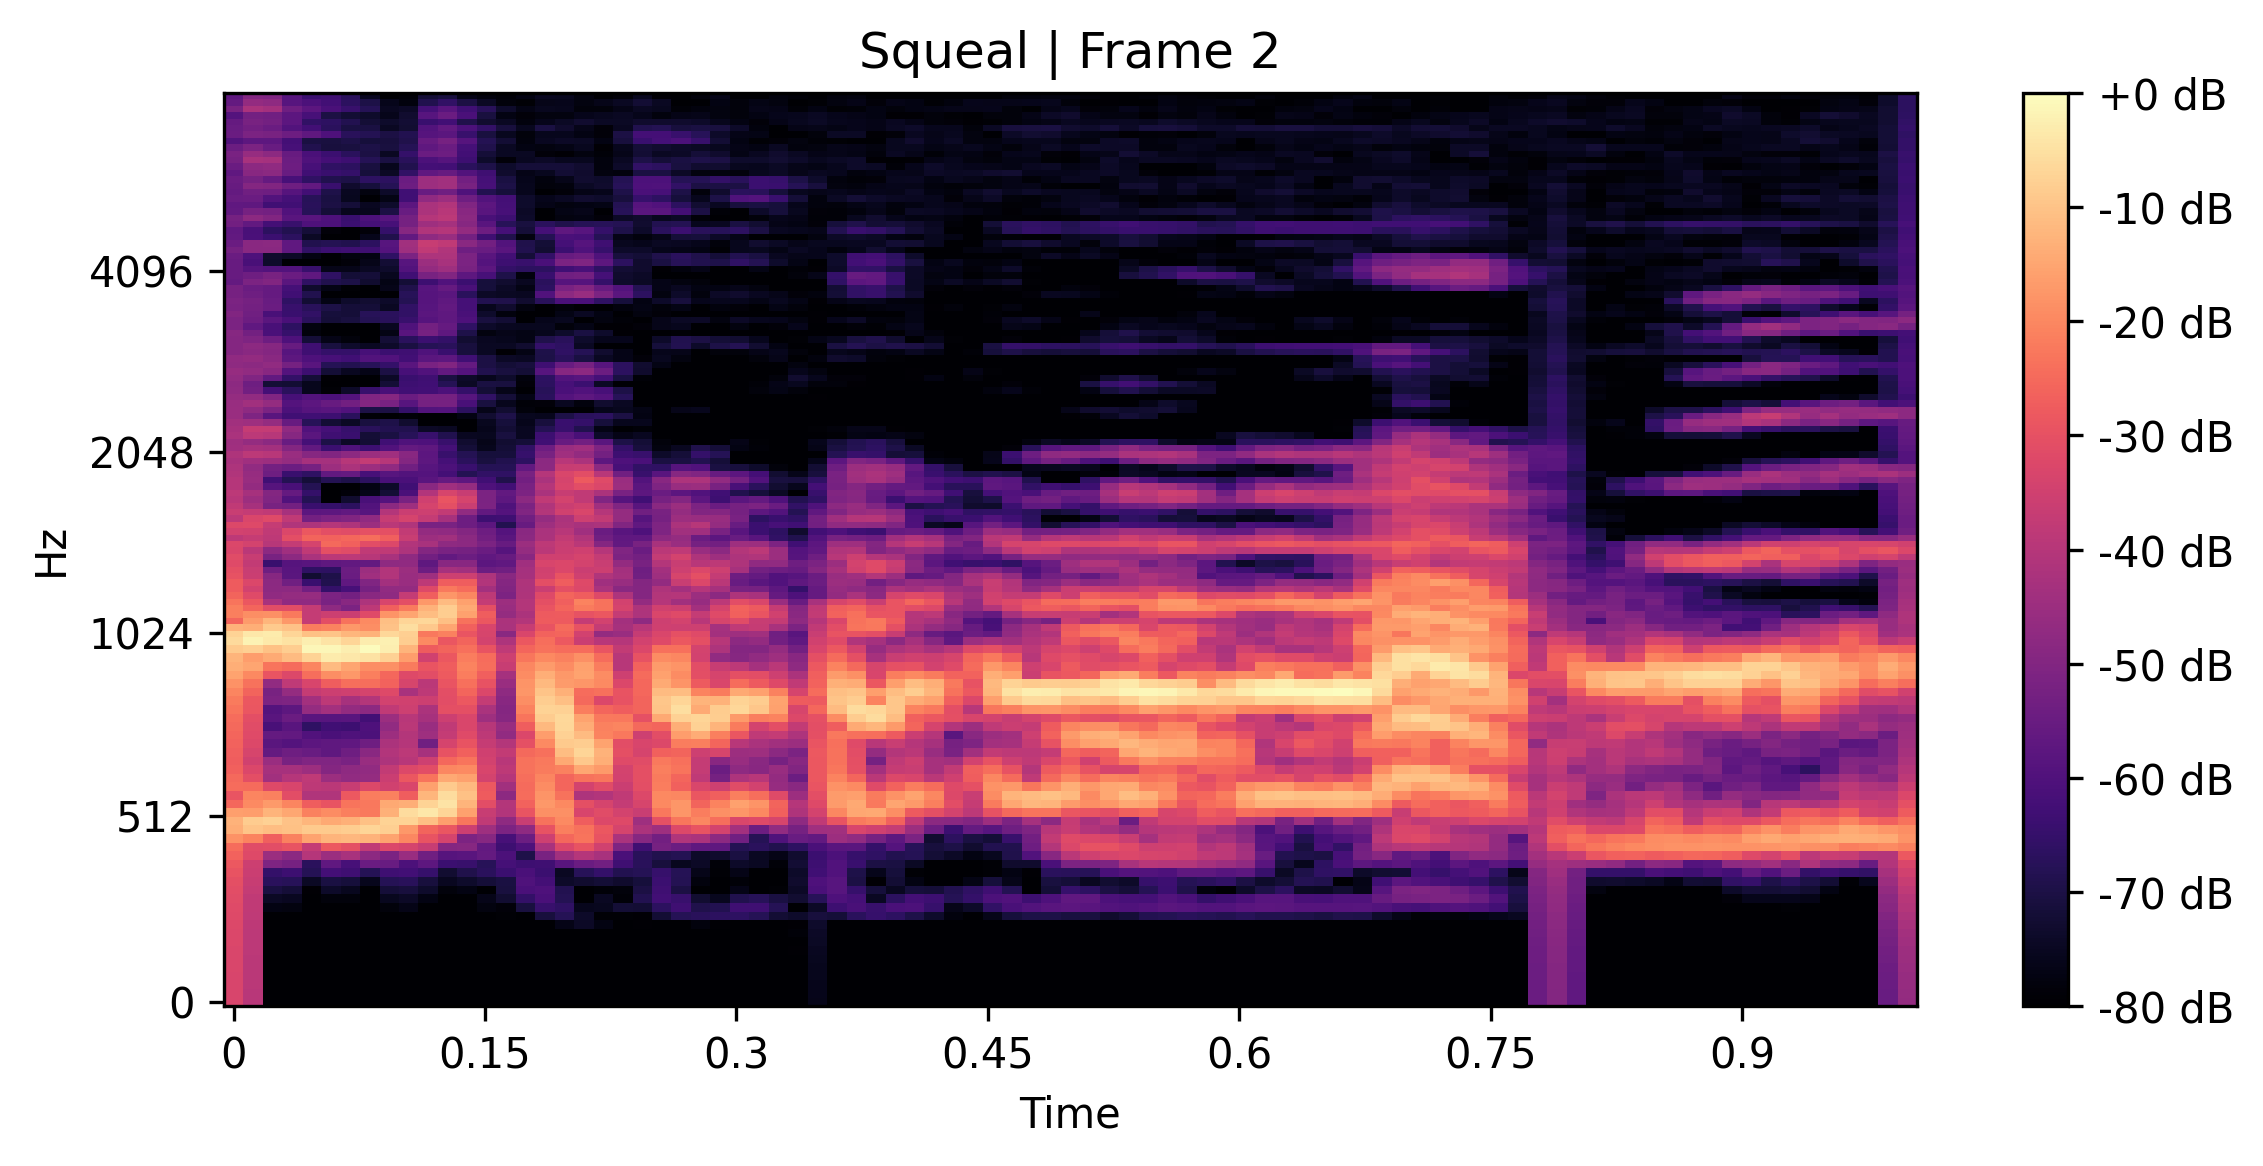 Squeal | Frame 2
Hz
4096
2048
1024
512
0
0 0.15 0.3 0.45 0.6 0.75 0.9
Time
+0 dB
-10 dB
-20 dB
-30 dB
-40 dB
-50 dB
-60 dB
-70 dB
-80 dB